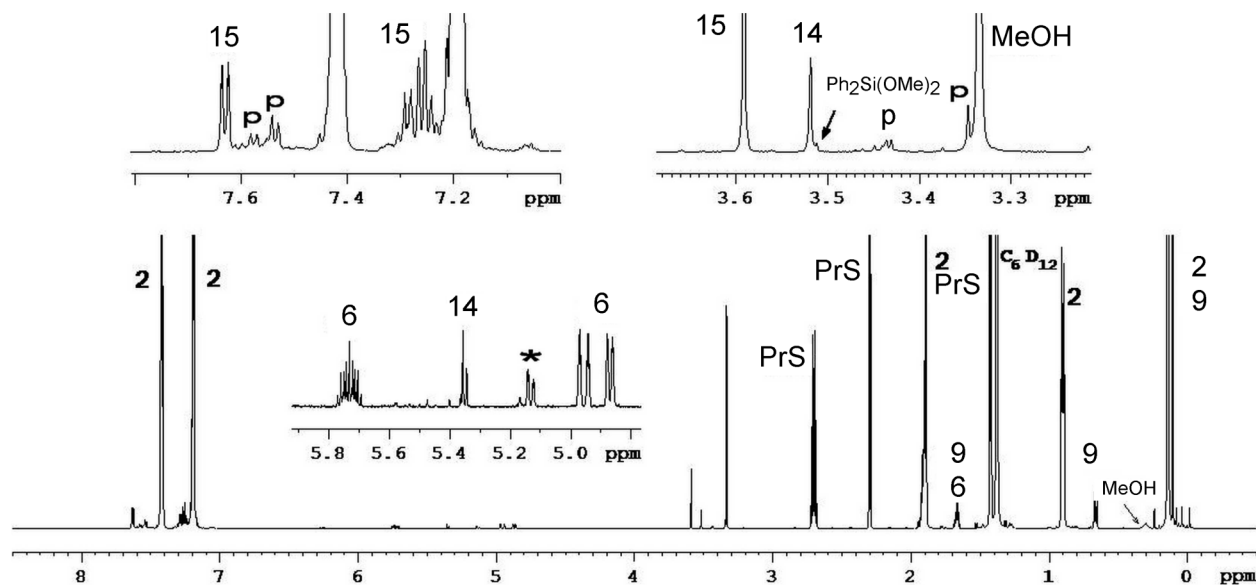 15 15
p p
7.6 7.4 7.2 ppm
15 14 MeOH
Ph2Si(OMe)2
p p
3.6 3.5 3.4 3.3 ppm
2 2
6 14 * 6
5.8 5.6 5.4 5.2 5.0 ppm
PrS PrS 2 PrS C6D12 2 2 9
9 6 9 MeOH
8 7 6 5 4 3 2 1 0 ppm